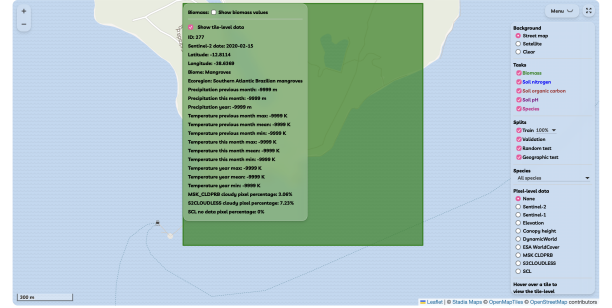 +
−
Biomass: Show biomass values
Show tile-level data
ID: 377
Sentinel-2 date: 2020-02-15
Latitude: -12.8114
Longitude: -38.6369
Biome: Mangroves
Ecoregion: Southern Atlantic Brazilian mangroves
Precipitation previous month: -9999 m
Precipitation this month: -9999 m
Precipitation year: -9999 m
Temperature previous month max: -9999 K
Temperature previous month mean: -9999 K
Temperature previous month min: -9999 K
Temperature this month max: -9999 K
Temperature this month mean: -9999 K
Temperature this month min: -9999 K
Temperature year max: -9999 K
Temperature year mean: -9999 K
Temperature year min: -9999 K
MSK_CLDPRB cloudy pixel percentage: 3.06%
S2CLOUDLESS cloudy pixel percentage: 7.23%
SCL no data pixel percentage: 0%
Menu
Background
Street map
Satellite
Clear
Tasks
Biomass
Soil nitrogen
Soil organic carbon
Soil pH
Species
Splits
Train 100%
Validation
Random test
Geographic test
Species
All species
Pixel-level data
None
Sentinel-2
Sentinel-1
Elevation
Canopy height
DynamicWorld
ESA WorldCover
MSK CLDPRB
S2CLOUDLESS
SCL
Hover over a tile to
view the tile-level
300 m
Leaflet | © Stadia Maps © OpenMapTiles © OpenStreetMap contributors